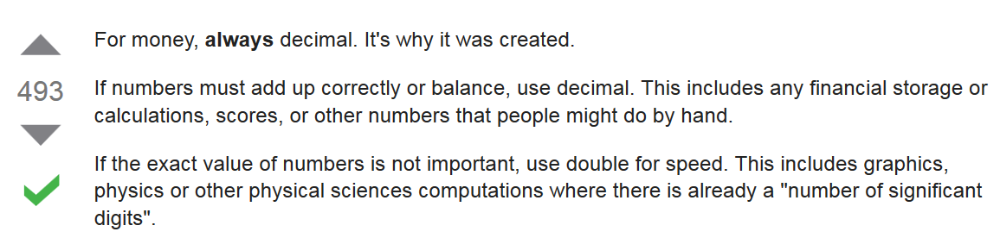 For money, always decimal. It's why it was created.
493
If numbers must add up correctly or balance, use decimal. This includes any financial storage or
calculations, scores, or other numbers that people might do by hand.
If the exact value of numbers is not important, use double for speed. This includes graphics,
physics or other physical sciences computations where there is already a "number of significant
digits".